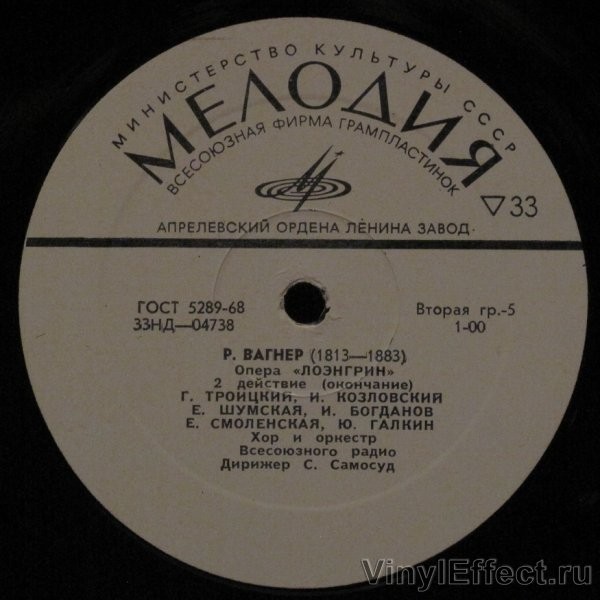 МИНИСТЕРСТВО КУЛЬТУРЫ СССР
МЕЛОДИЯ
ВСЕСОЮЗНАЯ ФИРМА ГРАМПЛАСТИНОК
▽33
АПРЕЛЕВСКИЙ ОРДЕНА ЛЕНИНА ЗАВОД
ГОСТ 5289-68
33НД—04738
Вторая гр.-5
1-00
Р. ВАГНЕР (1813—1883)
Опера «ЛОЭНГРИН»
2 действие (окончание)
Г. ТРОИЦКИЙ, И. КОЗЛОВСКИЙ
Е. ШУМСКАЯ, И. БОГДАНОВ
Е. СМОЛЕНСКАЯ, Ю. ГАЛКИН
Хор и оркестр
Всесоюзного радио
Дирижер С. Самосуд
VinylEffect.ru